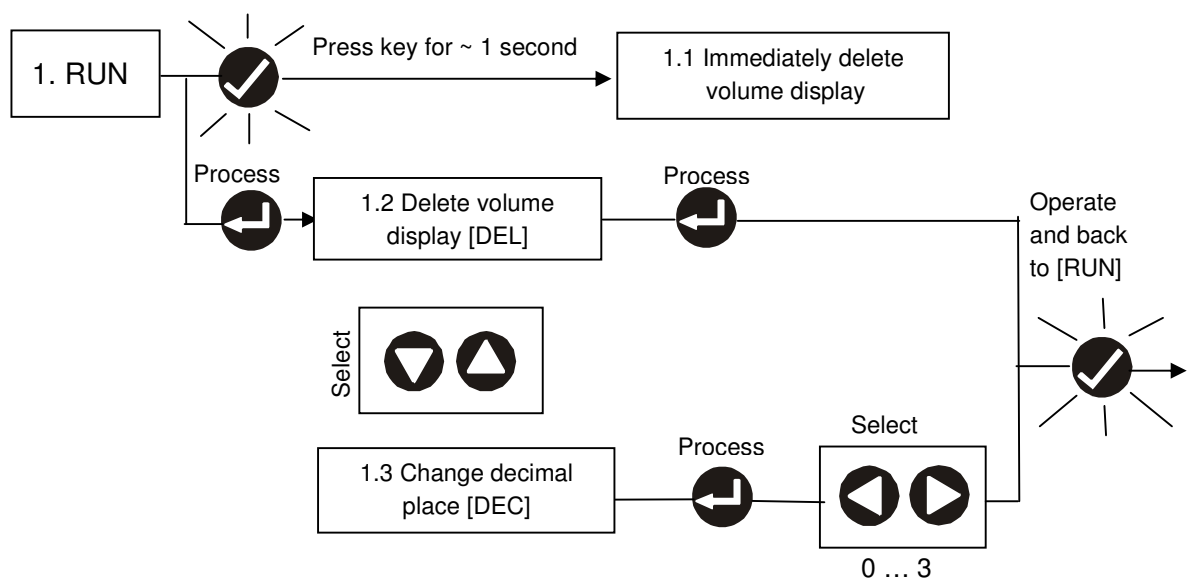 1. RUN
Press key for ~ 1 second
1.1 Immediately delete
volume display
Process
1.2 Delete volume
display [DEL]
Process
Operate
and back
to [RUN]
Select
1.3 Change decimal
place [DEC]
Process
Select
0 … 3